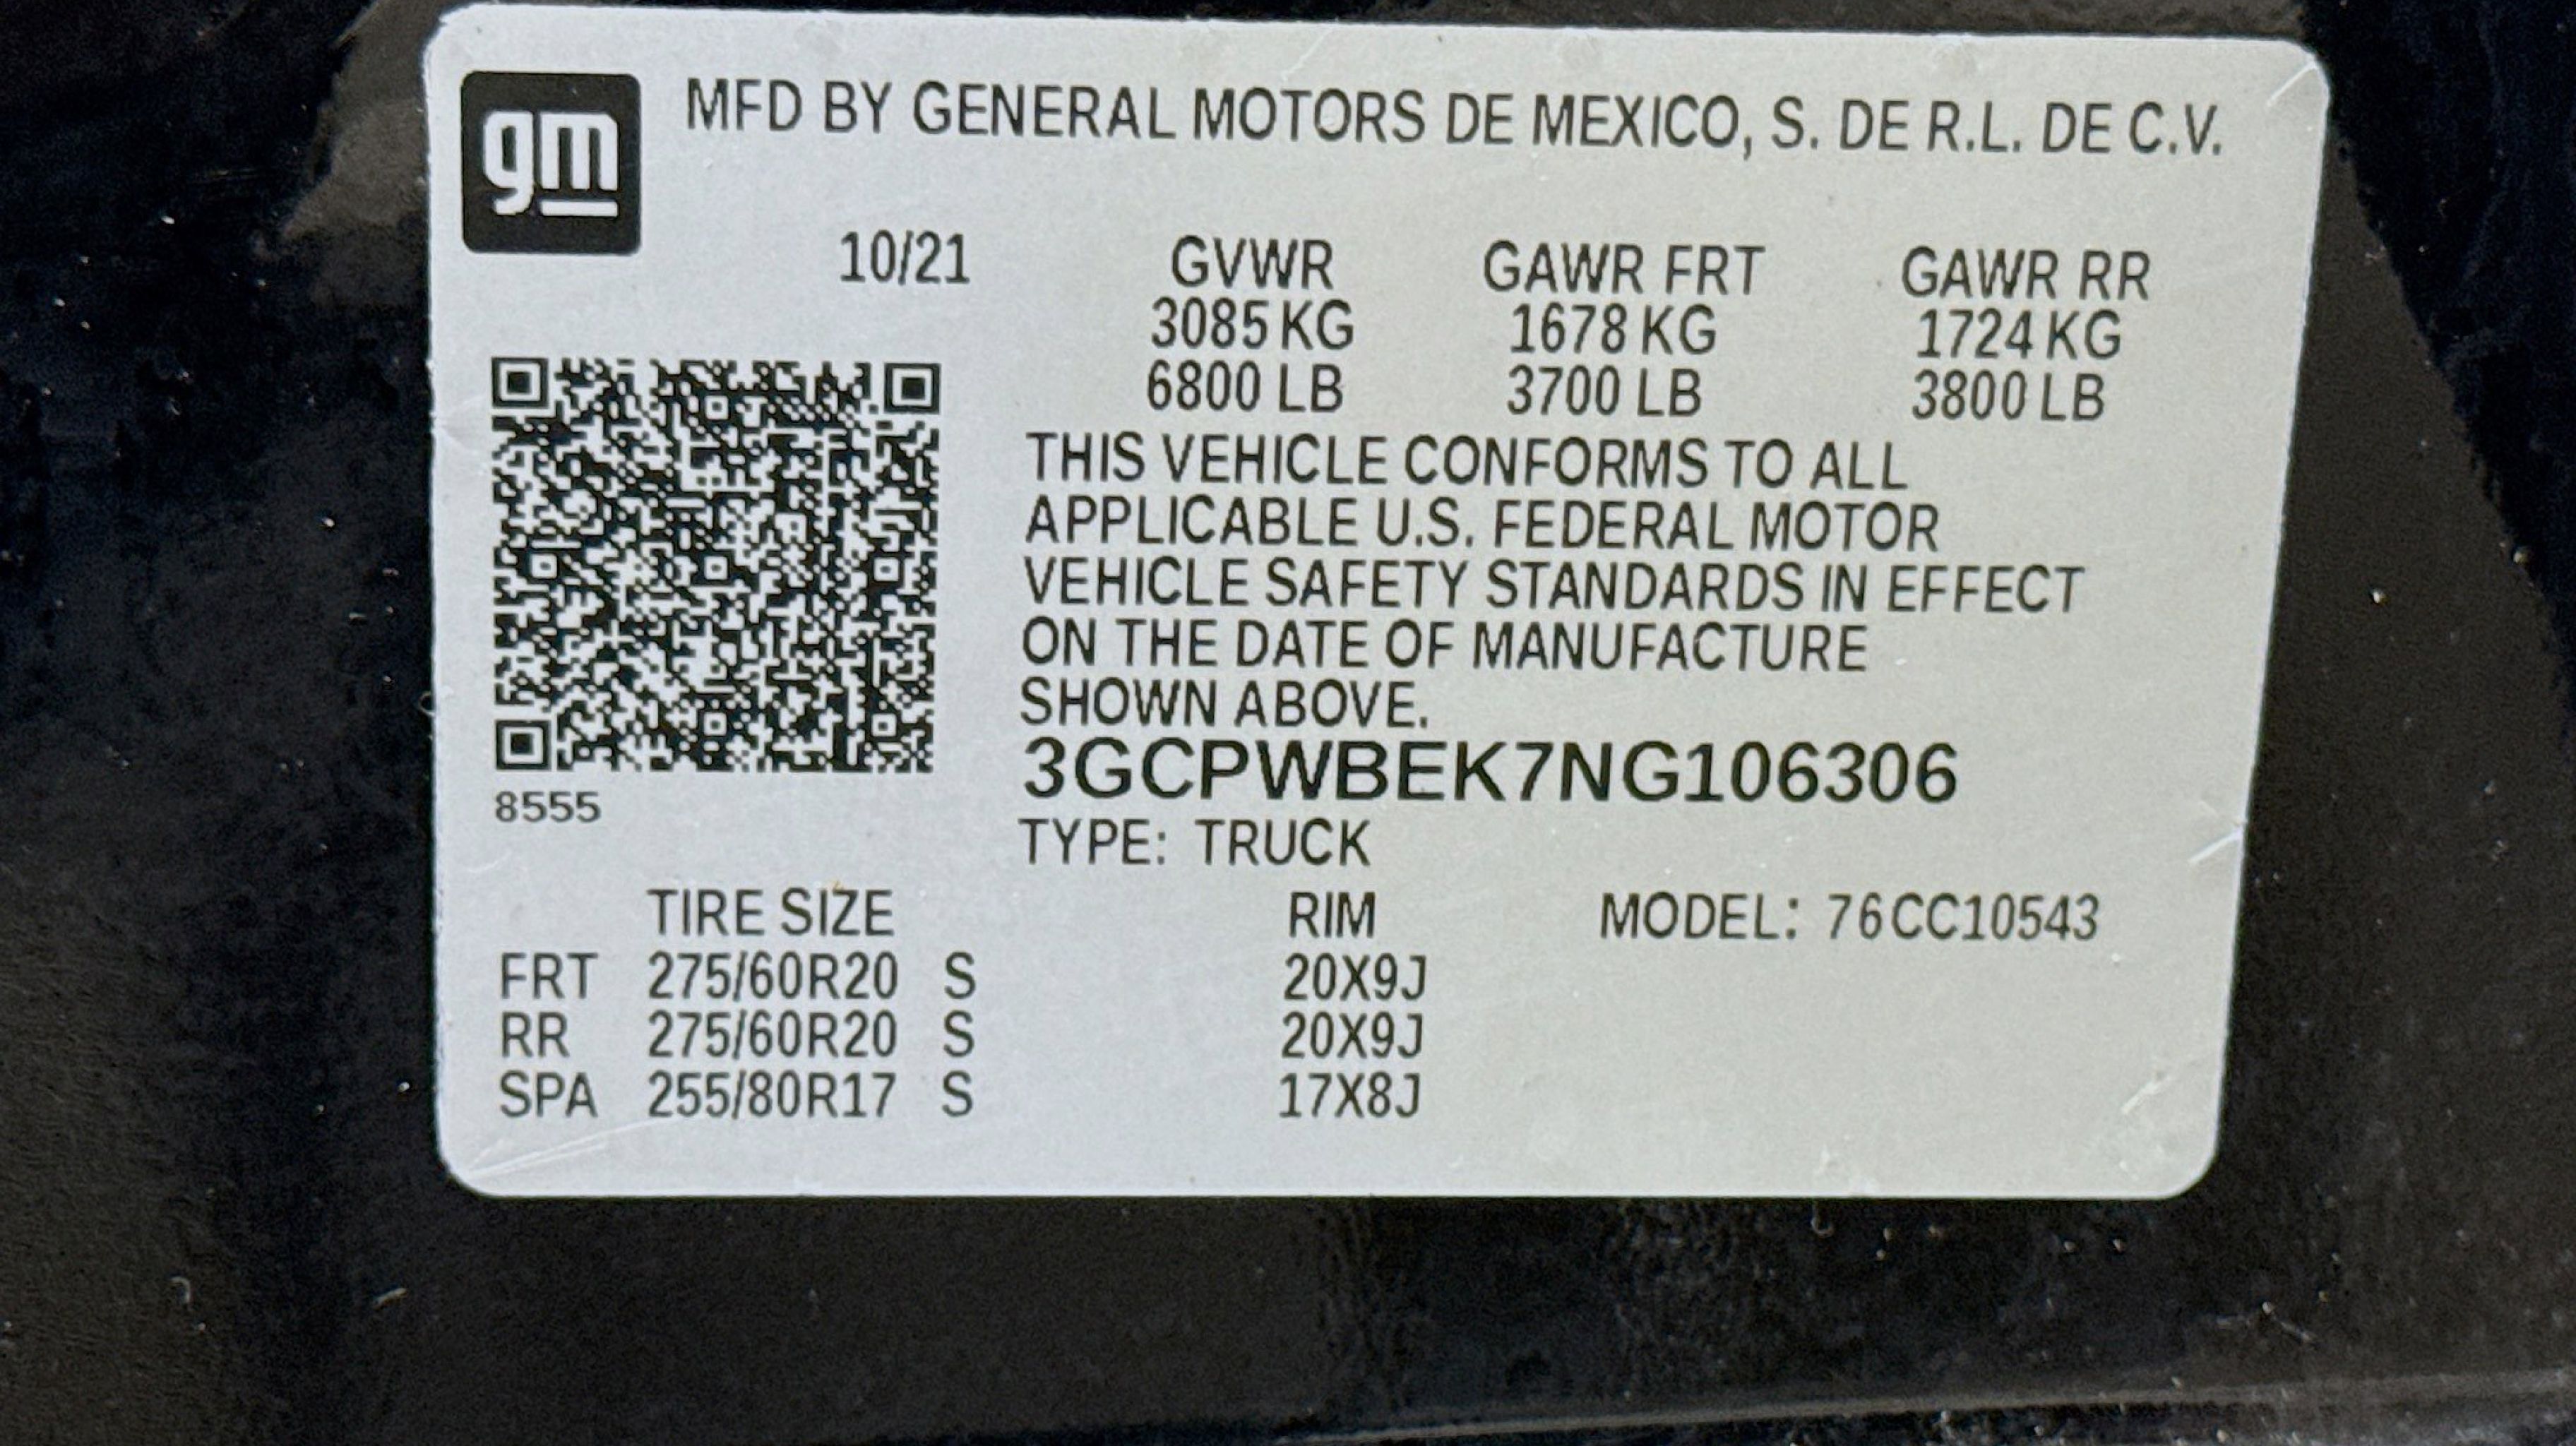 gm
MFD BY GENERAL MOTORS DE MEXICO, S. DE R.L. DE C.V.
10/21 GVWR GAWR FRT GAWR RR
3085 KG 1678 KG 1724 KG
6800 LB 3700 LB 3800 LB
THIS VEHICLE CONFORMS TO ALL
APPLICABLE U.S. FEDERAL MOTOR
VEHICLE SAFETY STANDARDS IN EFFECT
ON THE DATE OF MANUFACTURE
SHOWN ABOVE.
3GCPWBEK7NG106306
8555
TYPE: TRUCK
TIRE SIZE RIM MODEL: 76CC10543
FRT 275/60R20 S 20X9J
RR 275/60R20 S 20X9J
SPA 255/80R17 S 17X8J